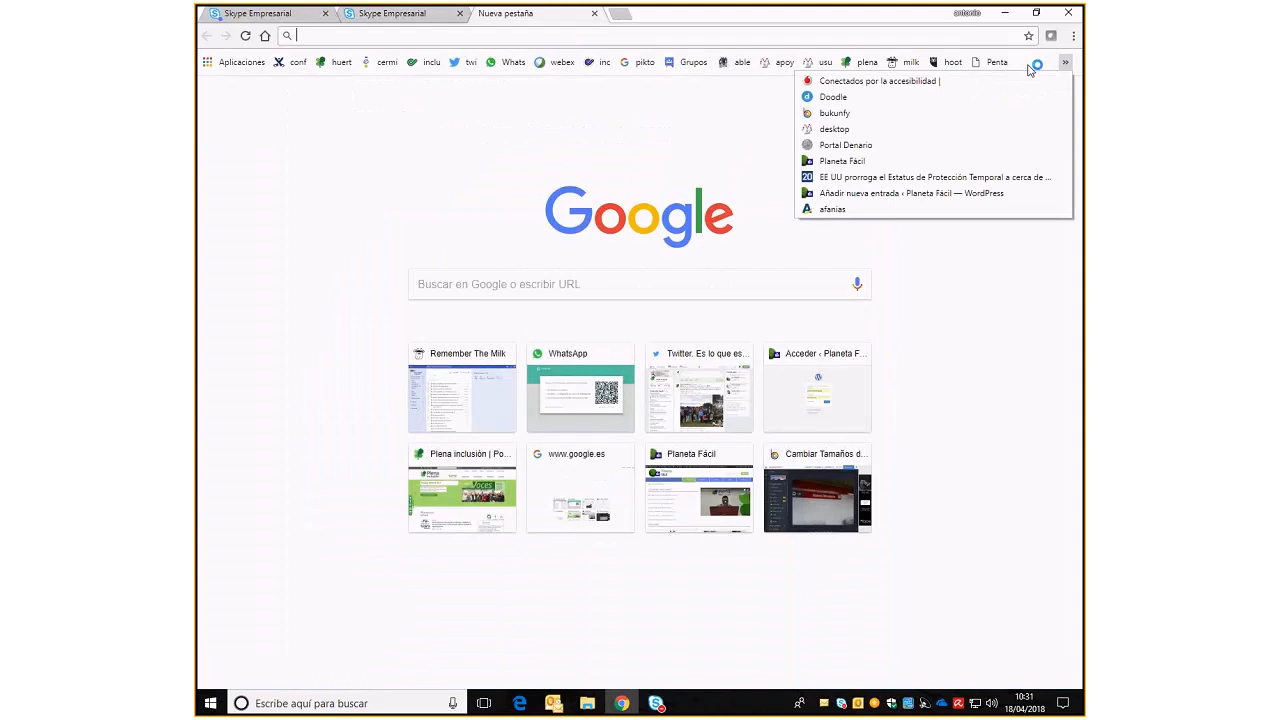 Skype Empresarial
Skype Empresarial
Nueva pestaña
antonio
Aplicaciones
conf
huert
cermi
inclu
twi
Whats
webex
inc
pikto
Grupos
able
apoy
usu
plena
milk
hoot
Penta
»
Conectados por la accesibilidad |
Doodle
bukunfy
desktop
Portal Denario
Planeta Fácil
20 EE UU prorroga el Estatus de Protección Temporal a cerca de ...
Añadir nueva entrada ‹ Planeta Fácil — WordPress
afanias
Google
Buscar en Google o escribir URL
Remember The Milk
WhatsApp
Twitter. Es lo que es...
Acceder ‹ Planeta F...
Plena inclusión | Po...
www.google.es
Planeta Fácil
Cambiar Tamaños d...
Voces
Escribe aquí para buscar
10:31
18/04/2018